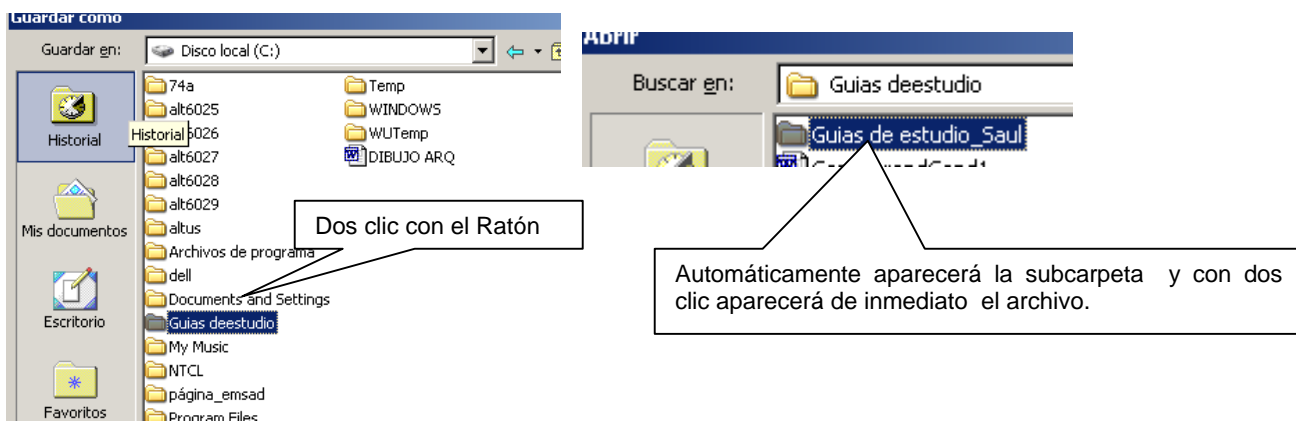 Guardar como
Guardar en:
Disco local (C:)
Historial
Historial
Mis documentos
Escritorio
Favoritos
74a
alt6025
6026
alt6027
alt6028
alt6029
altus
Archivos de programa
dell
Documents and Settings
Guias deestudio
My Music
NTCL
página_emsad
Program Files
Temp
WINDOWS
WUTemp
DIBUJO ARQ
Dos clic con el Ratón
Abrir
Buscar en:
Guias deestudio
Guias de estudio_Saul
Automáticamente aparecerá la subcarpeta y con dos
clic aparecerá de inmediato el archivo.